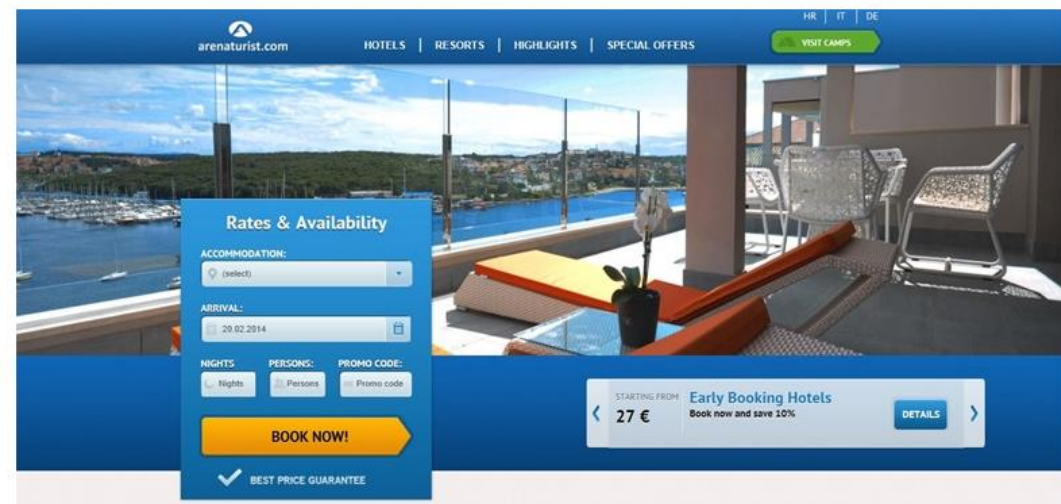 HR | IT | DE
arenaturist.com
HOTELS | RESORTS | HIGHLIGHTS | SPECIAL OFFERS
VISIT CAMPS
Rates & Availability
ACCOMMODATION:
(select)
ARRIVAL:
20.02.2014
NIGHTS PERSONS: PROMO CODE:
Nights Persons Promo code
BOOK NOW!
BEST PRICE GUARANTEE
STARTING FROM
27 €
Early Booking Hotels
Book now and save 10%
DETAILS